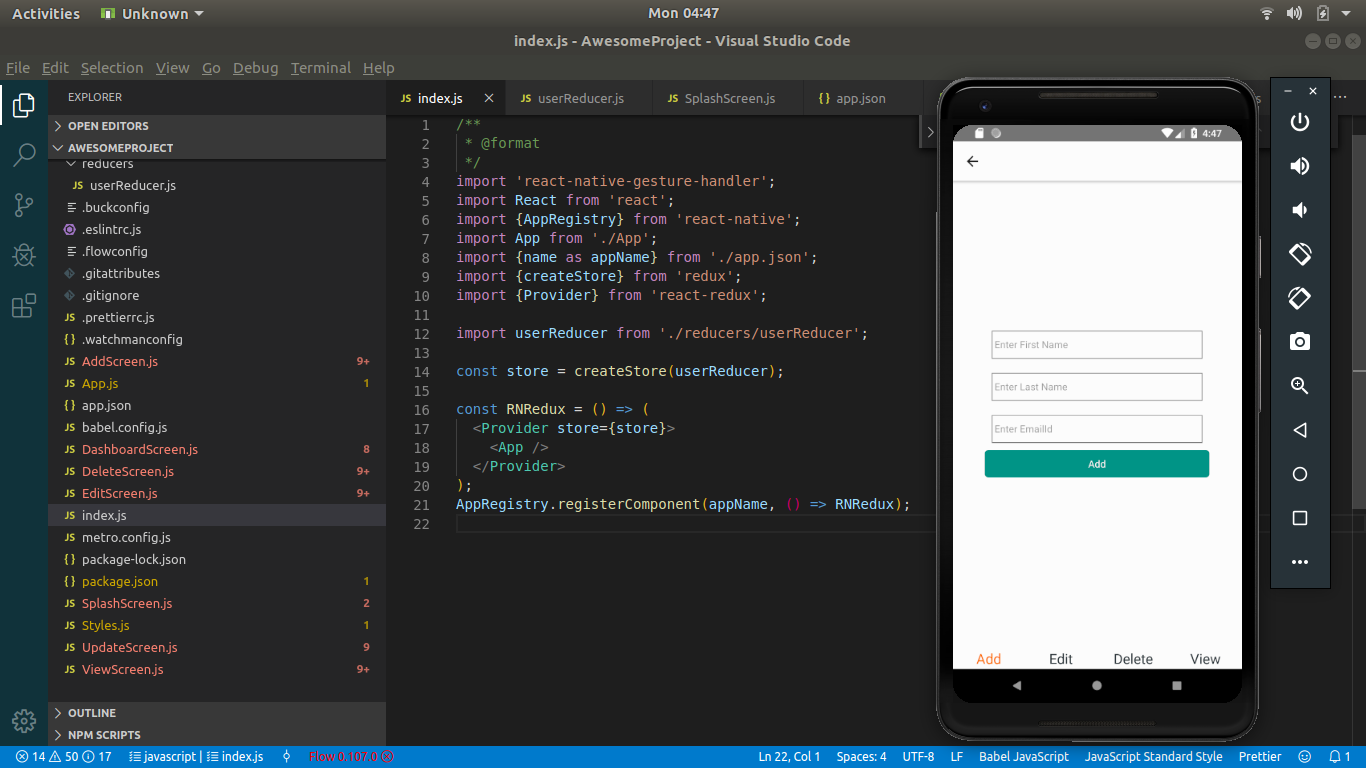 Activities
Unknown
Mon 04:47
index.js - AwesomeProject - Visual Studio Code
File Edit Selection View Go Debug Terminal Help
EXPLORER
OPEN EDITORS
AWESOMEPROJECT
reducers
JS userReducer.js
.buckconfig
.eslintrc.js
.flowconfig
.gitattributes
.gitignore
JS .prettierrc.js
{} .watchmanconfig
JS AddScreen.js 9+
JS App.js 1
{} app.json
JS babel.config.js
JS DashboardScreen.js 8
JS DeleteScreen.js 9+
JS EditScreen.js 9+
JS index.js
JS metro.config.js
{} package-lock.json
{} package.json 1
JS SplashScreen.js 2
JS Styles.js 1
JS UpdateScreen.js 9
JS ViewScreen.js 9+
OUTLINE
NPM SCRIPTS
JS index.js
JS userReducer.js
JS SplashScreen.js
{} app.json
1 /**
2 * @format
3 */
4 import 'react-native-gesture-handler';
5 import React from 'react';
6 import {AppRegistry} from 'react-native';
7 import App from './App';
8 import {name as appName} from './app.json';
9 import {createStore} from 'redux';
10 import {Provider} from 'react-redux';
11
12 import userReducer from './reducers/userReducer';
13
14 const store = createStore(userReducer);
15
16 const RNRedux = () => (
17 <Provider store={store}>
18 <App />
19 </Provider>
20 );
21 AppRegistry.registerComponent(appName, () => RNRedux);
22
4:47
Enter First Name
Enter Last Name
Enter EmailId
Add
Add Edit Delete View
14 50 17 javascript | index.js Flow 0.107.0 Ln 22, Col 1 Spaces: 4 UTF-8 LF Babel JavaScript JavaScript Standard Style Prettier 1